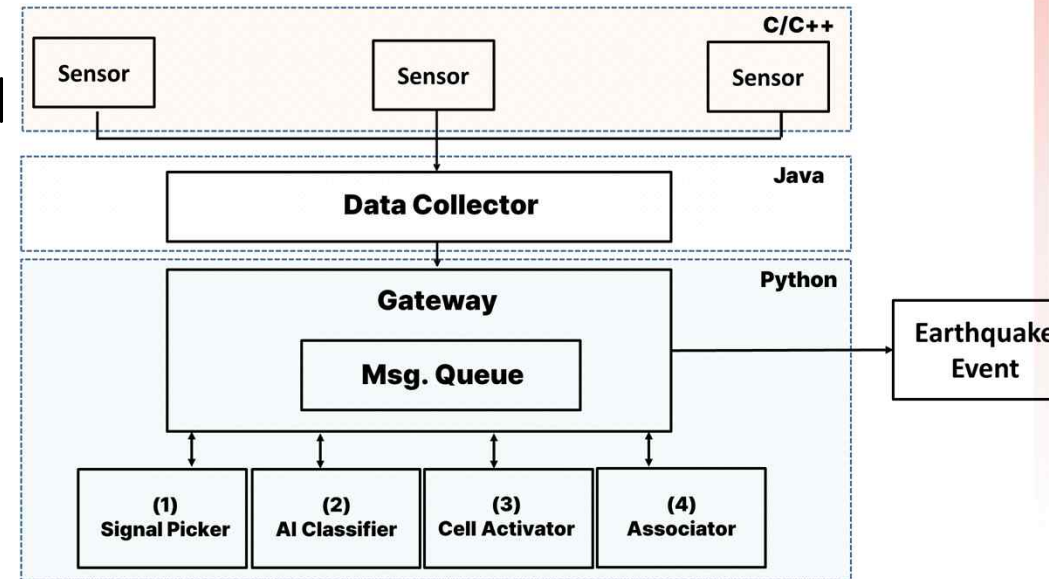 C/C++
Sensor
Sensor
Sensor
Java
Data Collector
Python
Gateway
Msg. Queue
Earthquake
Event
(1)
Signal Picker
(2)
AI Classifier
(3)
Cell Activator
(4)
Associator